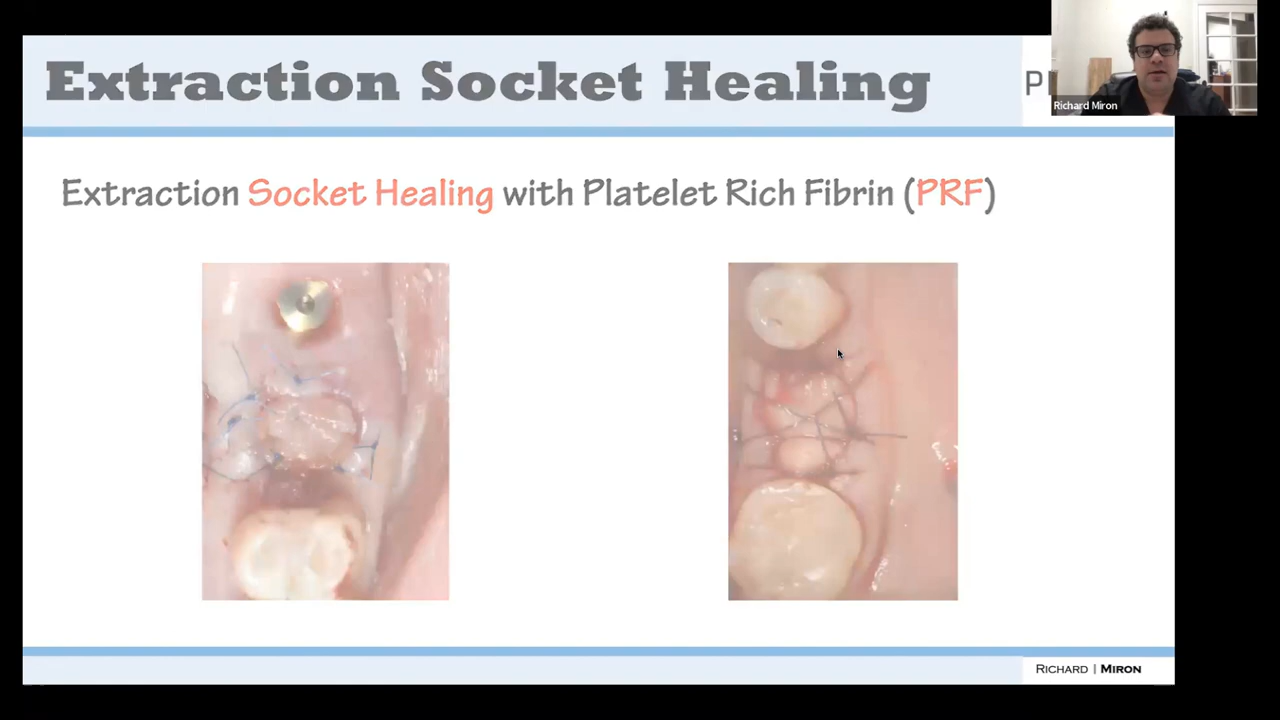 Extraction Socket Healing
P
Richard Miron
Extraction Socket Healing with Platelet Rich Fibrin (PRF)
RICHARD | MIRON